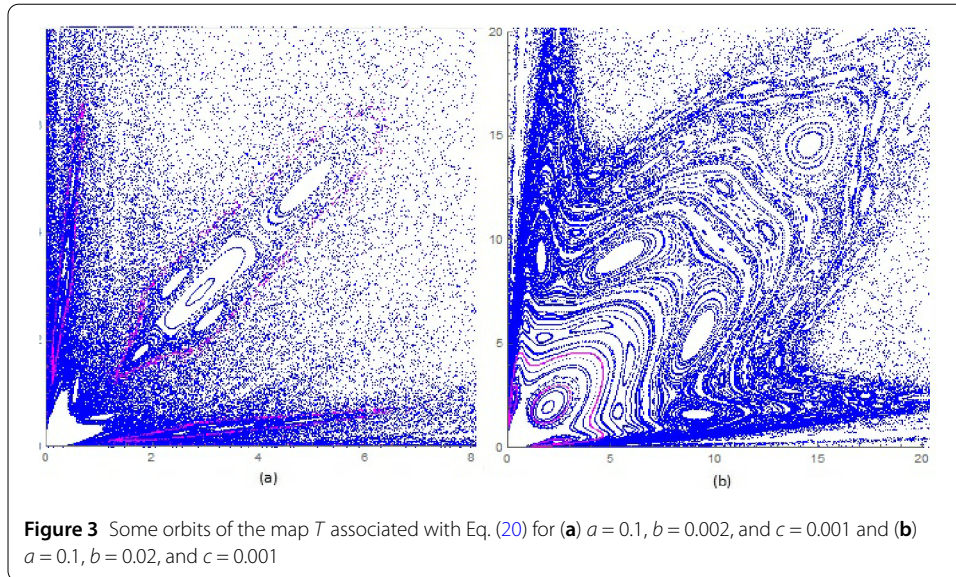 20
15
10
5
0
0 2 4 6 8
0 5 10 15 20
(a)
(b)
Figure 3 Some orbits of the map T associated with Eq. (20) for (a) a = 0.1, b = 0.002, and c = 0.001 and (b)
a = 0.1, b = 0.02, and c = 0.001